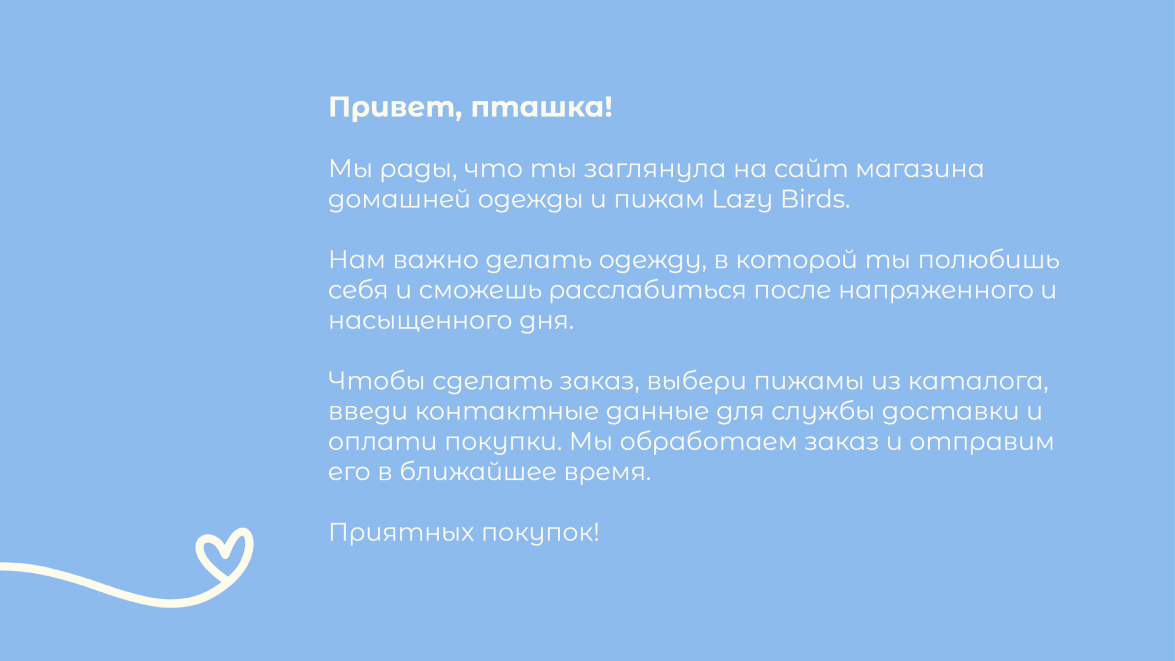 Привет, пташка!
Мы рады, что ты заглянула на сайт магазина
домашней одежды и пижам Lazy Birds.
Нам важно делать одежду, в которой ты полюбишь
себя и сможешь расслабиться после напряженного и
насыщенного дня.
Чтобы сделать заказ, выбери пижамы из каталога,
введи контактные данные для службы доставки и
оплати покупки. Мы обработаем заказ и отправим
его в ближайшее время.
Приятных покупок!